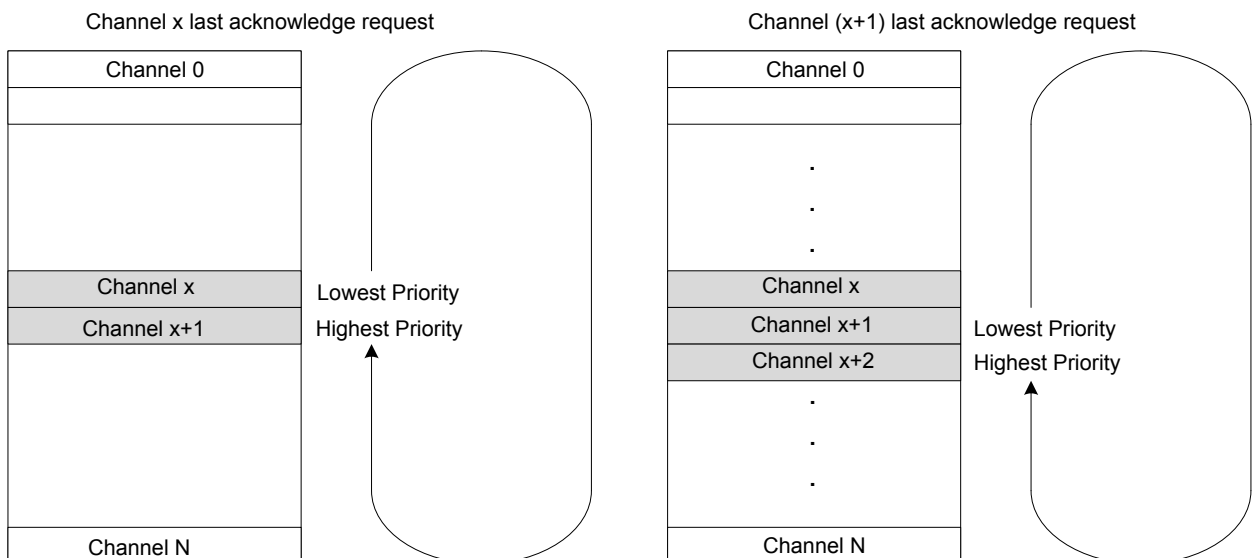 Channel x last acknowledge request
Channel 0
.
.
.
Channel x
Lowest Priority
Channel x+1
Highest Priority
Channel N
Channel (x+1) last acknowledge request
Channel 0
.
.
.
Channel x
Channel x+1
Lowest Priority
Channel x+2
Highest Priority
.
.
.
Channel N